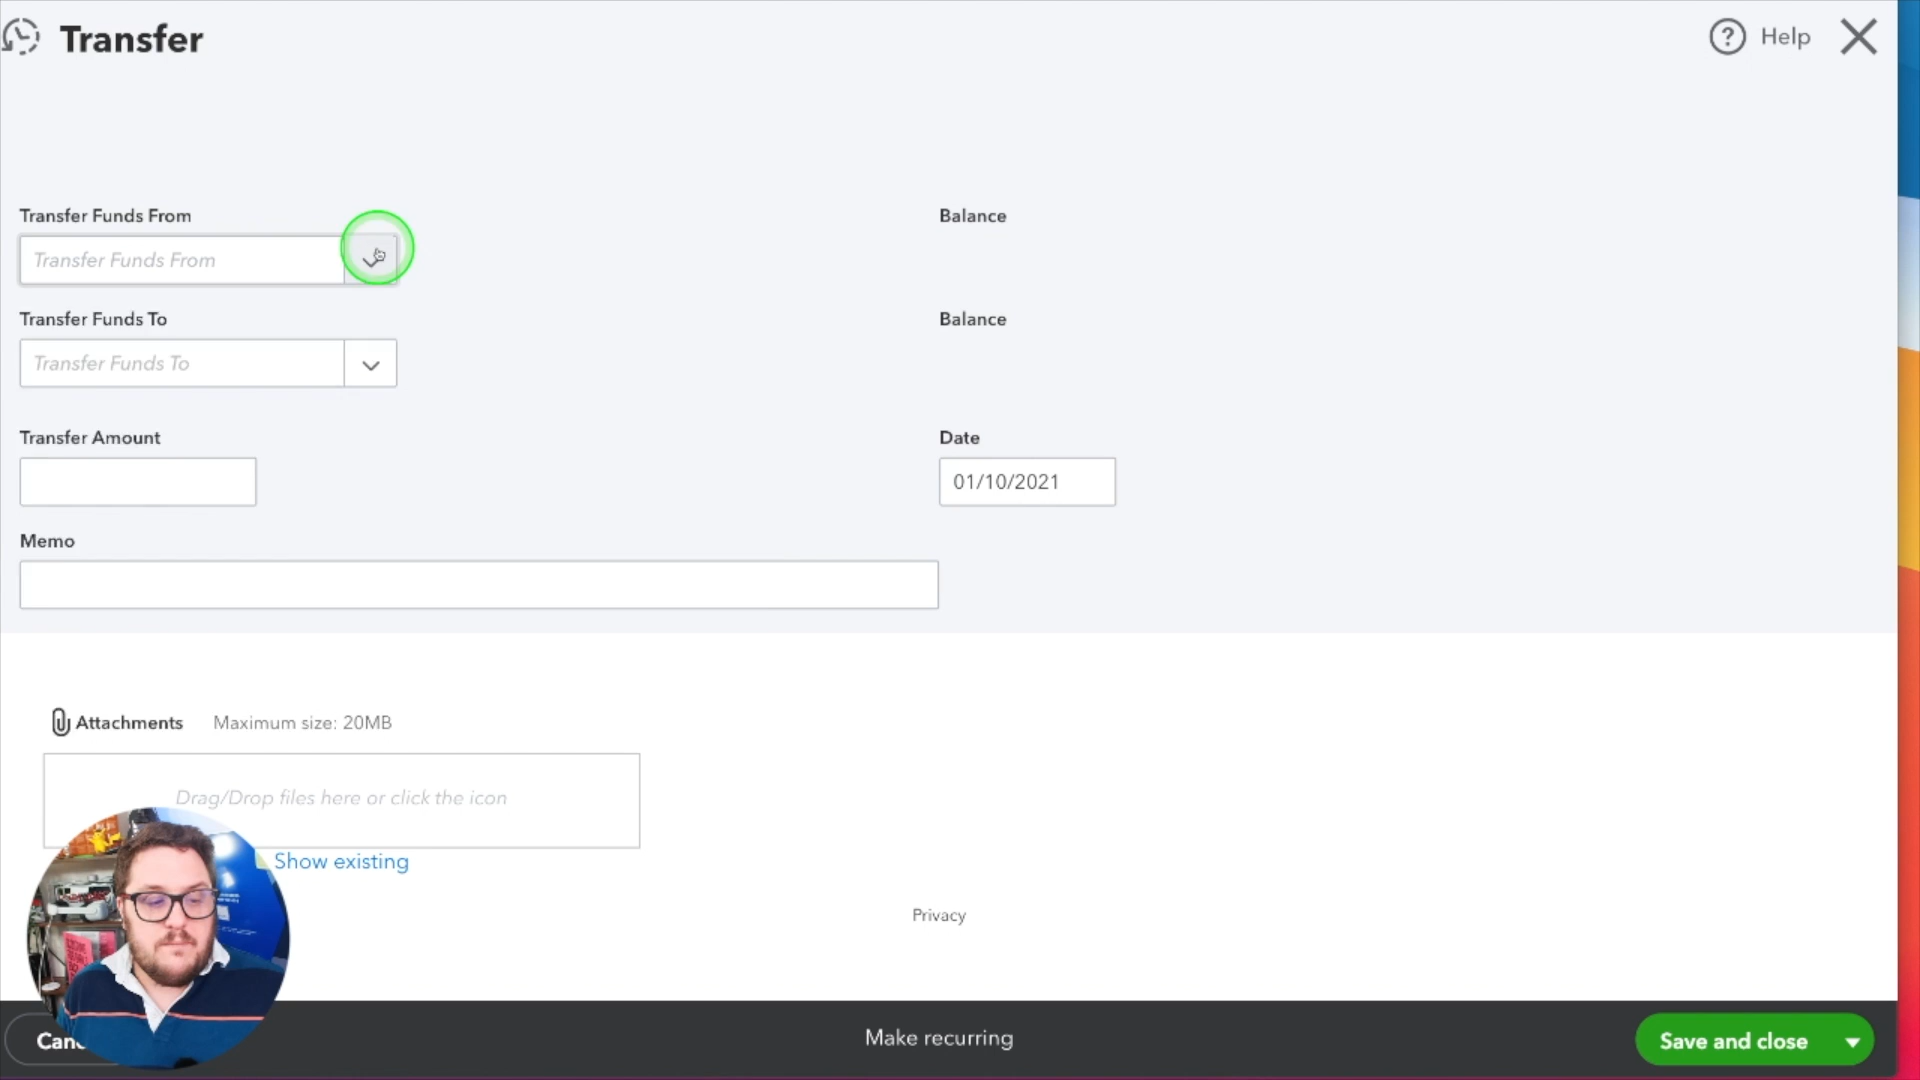 Transfer
Help
Transfer Funds From
Balance
Transfer Funds From
Transfer Funds To
Balance
Transfer Funds To
Transfer Amount
Date
01/10/2021
Memo
Attachments Maximum size: 20MB
Drag/Drop files here or click the icon
Show existing
Privacy
Canc
Make recurring
Save and close